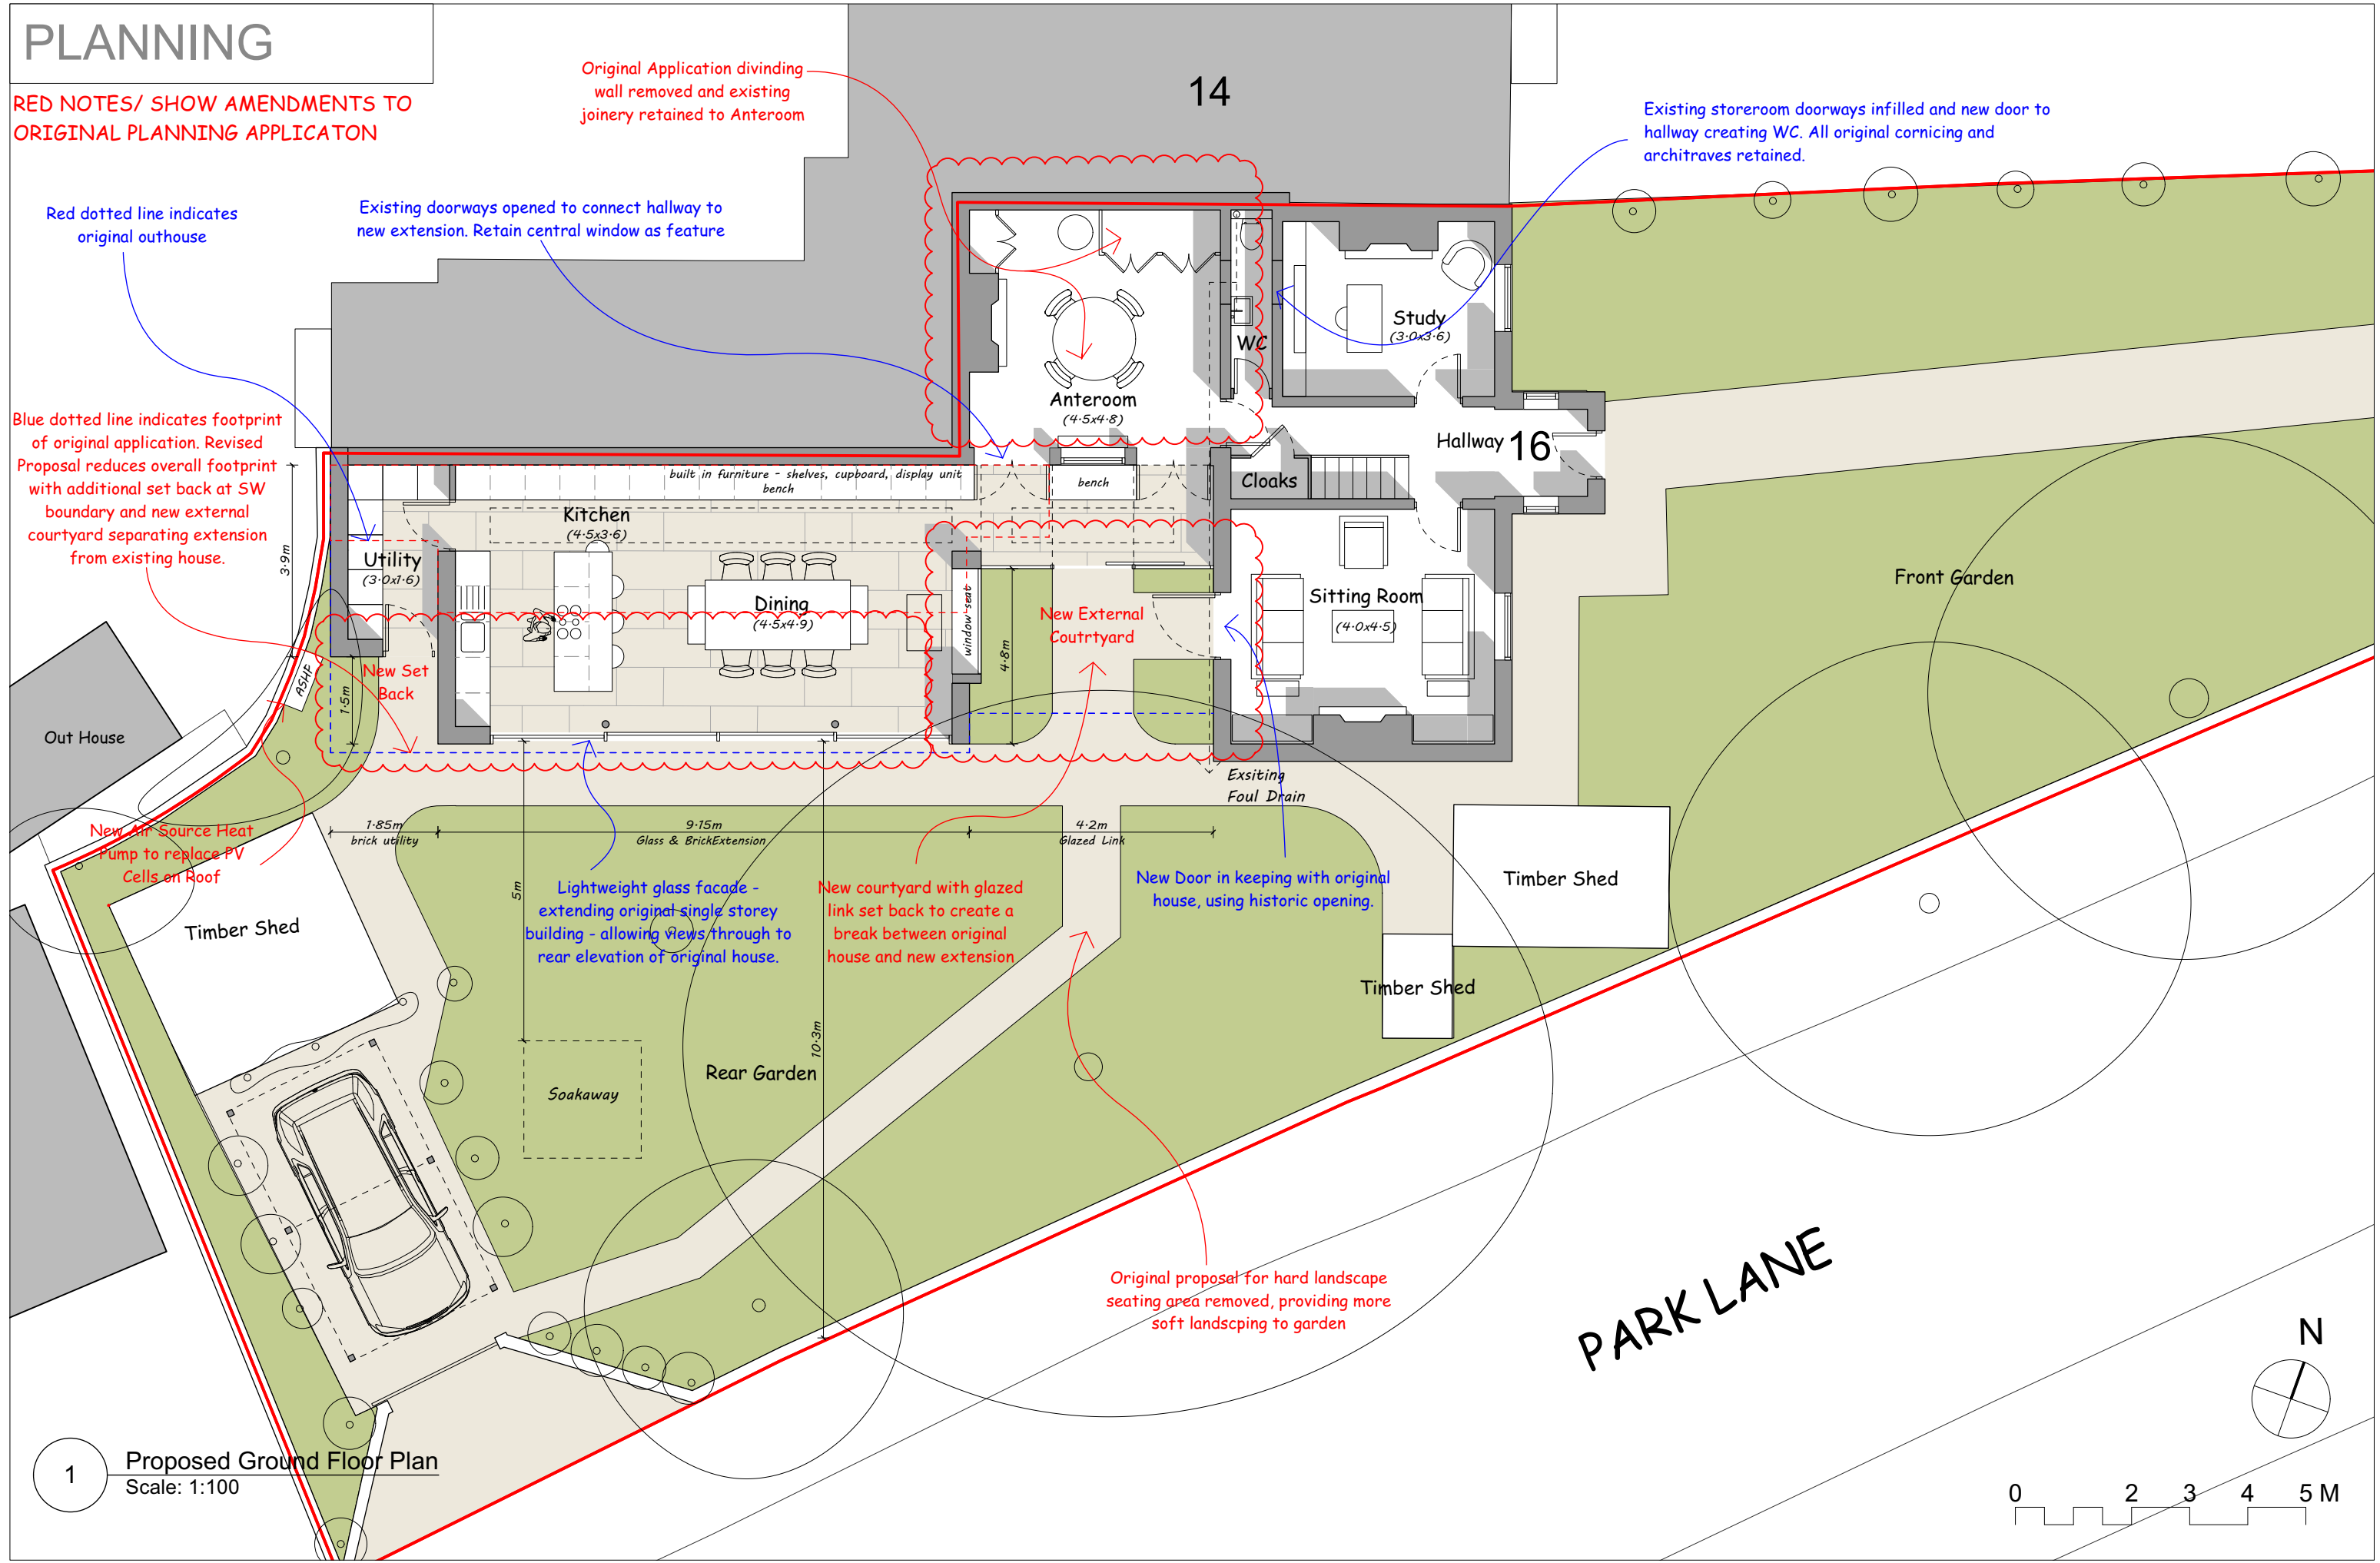 PLANNING
RED NOTES/ SHOW AMENDMENTS TO
ORIGINAL PLANNING APPLICATON
Original Application divinding
wall removed and existing
joinery retained to Anteroom
14
Existing storeroom doorways infilled and new door to
hallway creating WC. All original cornicing and
architraves retained.
Red dotted line indicates
original outhouse
Existing doorways opened to connect hallway to
new extension. Retain central window as feature
Blue dotted line indicates footprint
of original application. Revised
Proposal reduces overall footprint
with additional set back at SW
boundary and new external
courtyard separating extension
from existing house.
Study
(3·0x3·6)
WC
Anteroom
(4·5x4·8)
Hallway
16
Cloaks
built in furniture - shelves, cupboard, display unit
bench
bench
Kitchen
(4·5x3·6)
Utility
(3·0x1·6)
3·9m
Dining
(4·5x4·9)
window seat
4·8m
New External
Coutrtyard
Sitting Room
(4·0x4·5)
Front Garden
New Set
Back
1·5m
ASHP
Out House
Exsiting
Foul Drain
New Air Source Heat
Pump to replace PV
Cells on Roof
1·85m
brick utility
9·15m
Glass & BrickExtension
4·2m
Glazed Link
5m
Lightweight glass facade -
extending original single storey
building - allowing views through to
rear elevation of original house.
New courtyard with glazed
link set back to create a
break between original
house and new extension
New Door in keeping with original
house, using historic opening.
Timber Shed
Timber Shed
Timber Shed
10·3m
Rear Garden
Soakaway
Original proposal for hard landscape
seating area removed, providing more
soft landscping to garden
PARK LANE
N
1
Proposed Ground Floor Plan
Scale: 1:100
0 2 3 4 5 M